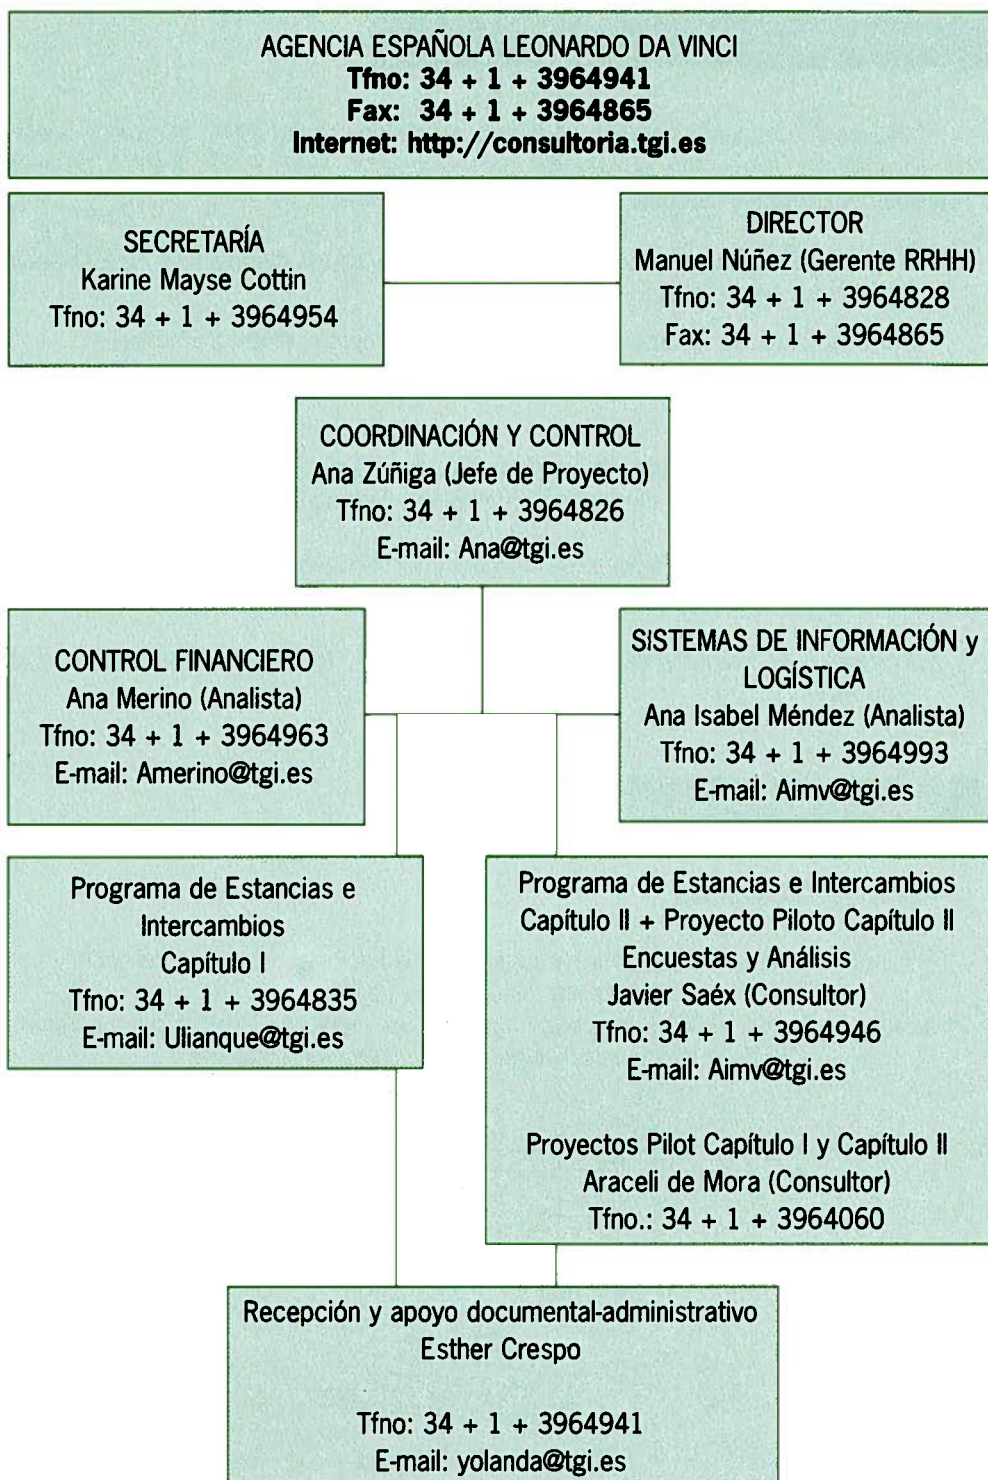 AGENCIA ESPAÑOLA LEONARDO DA VINCI
Tfno: 34 + 1 + 3964941
Fax: 34 + 1 + 3964865
Internet: http://consultoria.tgi.es
SECRETARÍA
Karine Mayse Cottin
Tfno: 34 + 1 + 3964954
DIRECTOR
Manuel Núñez (Gerente RRHH)
Tfno: 34 + 1 + 3964828
Fax: 34 + 1 + 3964865
COORDINACIÓN Y CONTROL
Ana Zúñiga (Jefe de Proyecto)
Tfno: 34 + 1 + 3964826
E-mail: Ana@tgi.es
CONTROL FINANCIERO
Ana Merino (Analista)
Tfno: 34 + 1 + 3964963
E-mail: Amerino@tgi.es
SISTEMAS DE INFORMACIÓN y
LOGÍSTICA
Ana Isabel Méndez (Analista)
Tfno: 34 + 1 + 3964993
E-mail: Aimv@tgi.es
Programa de Estancias e
Intercambios
Capítulo I
Tfno: 34 + 1 + 3964835
E-mail: Ulianque@tgi.es
Programa de Estancias e Intercambios
Capítulo II + Proyecto Piloto Capítulo II
Encuestas y Análisis
Javier Saéx (Consultor)
Tfno: 34 + 1 + 3964946
E-mail: Aimv@tgi.es
Proyectos Pilot Capítulo I y Capítulo II
Araceli de Mora (Consultor)
Tfno.: 34 + 1 + 3964060
Recepción y apoyo documental-administrativo
Esther Crespo
Tfno: 34 + 1 + 3964941
E-mail: yolanda@tgi.es